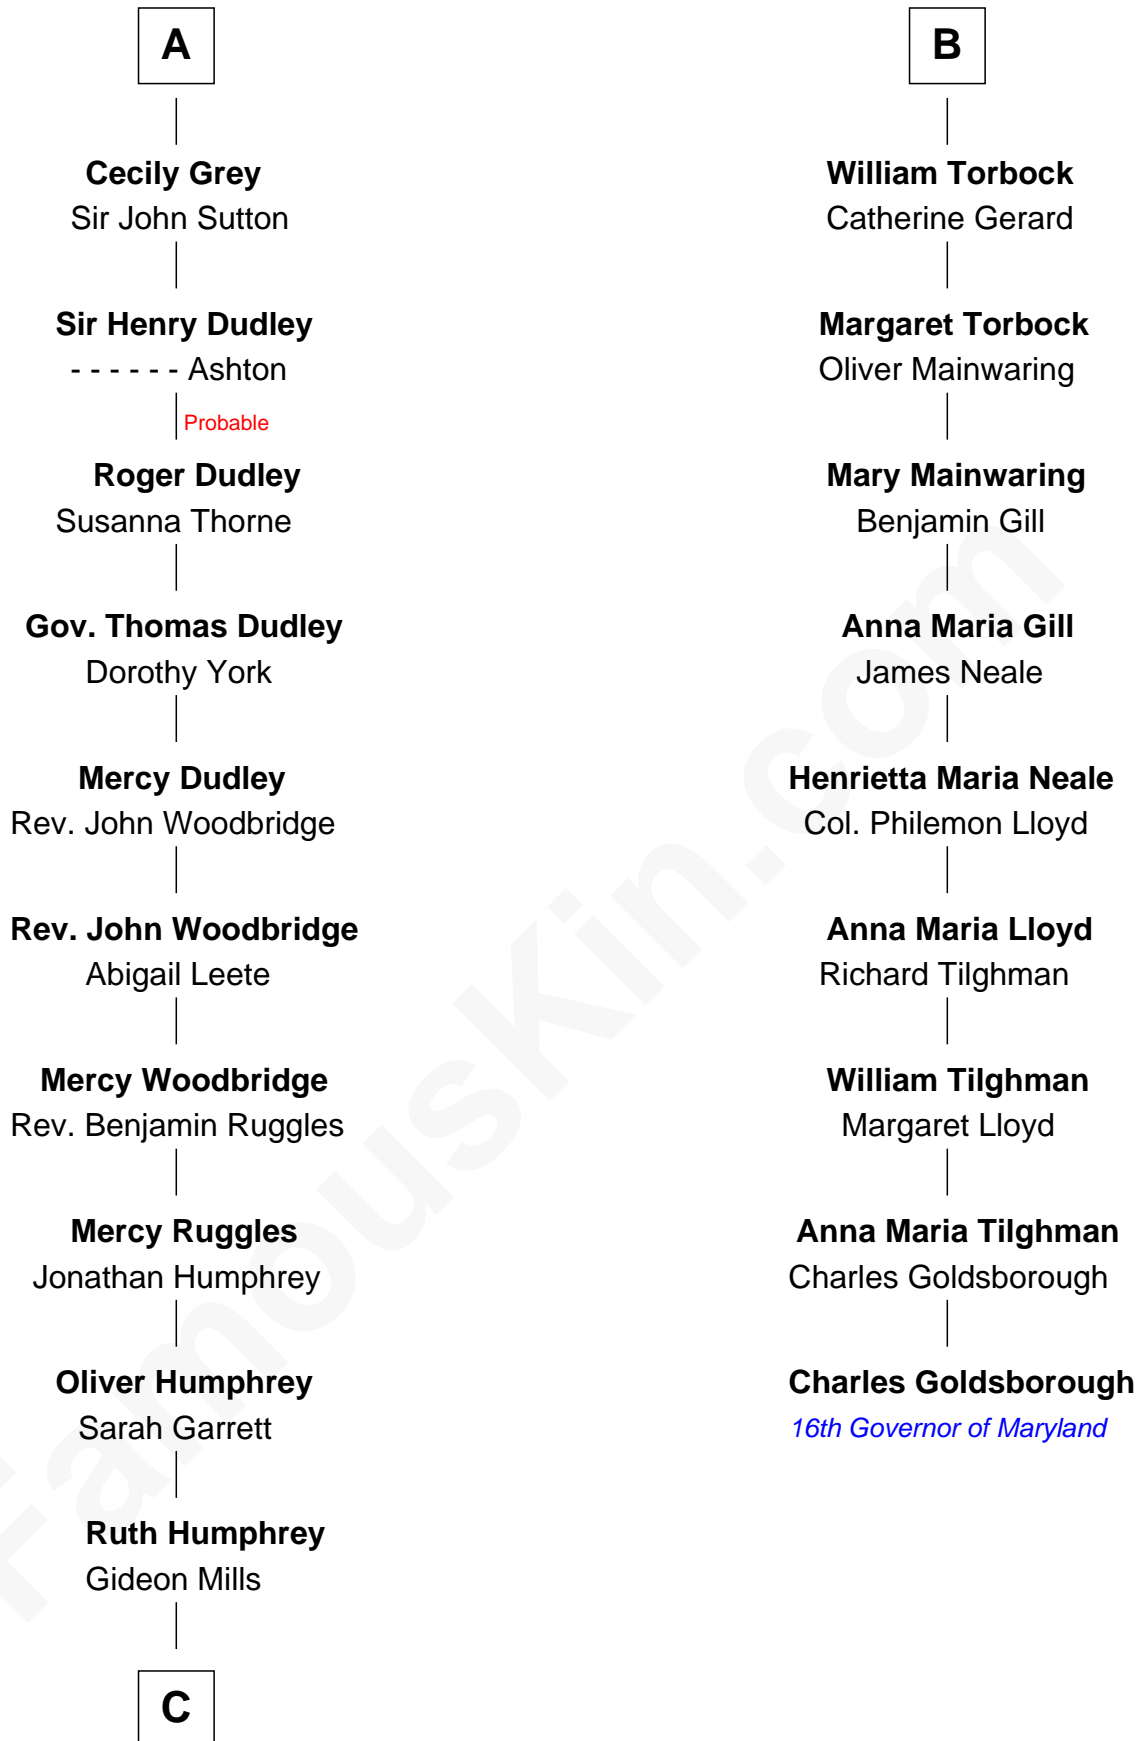 A
Cecily Grey
Sir John Sutton
Sir Henry Dudley
- - - - - - Ashton
Probable
Roger Dudley
Susanna Thorne
Gov. Thomas Dudley
Dorothy York
Mercy Dudley
Rev. John Woodbridge
Rev. John Woodbridge
Abigail Leete
Mercy Woodbridge
Rev. Benjamin Ruggles
Mercy Ruggles
Jonathan Humphrey
Oliver Humphrey
Sarah Garrett
Ruth Humphrey
Gideon Mills
C
B
William Torbock
Catherine Gerard
Margaret Torbock
Oliver Mainwaring
Mary Mainwaring
Benjamin Gill
Anna Maria Gill
James Neale
Henrietta Maria Neale
Col. Philemon Lloyd
Anna Maria Lloyd
Richard Tilghman
William Tilghman
Margaret Lloyd
Anna Maria Tilghman
Charles Goldsborough
Charles Goldsborough
16th Governor of Maryland
FamousKin.com